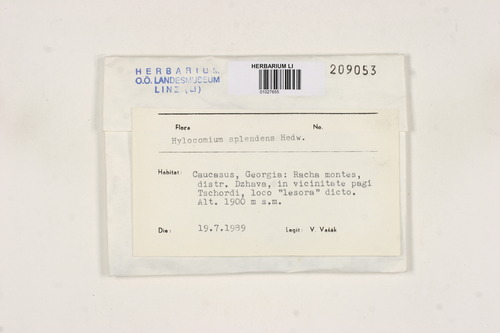 HERBARIUM
O.Ö. LANDESMUSEUM
LINZ (LI)
HERBARIUM LI
01027655
209053
Flora No.
Hylocomium splendens Hedw.
Habitat: Caucasus, Georgia: Racha montes,
distr. Dzhava, in vicinitate pagi
Tschordi, loco "lesora" dicto.
Alt. 1900 m s.m.
Die: 19.7.1989 Legit: V. Vašák